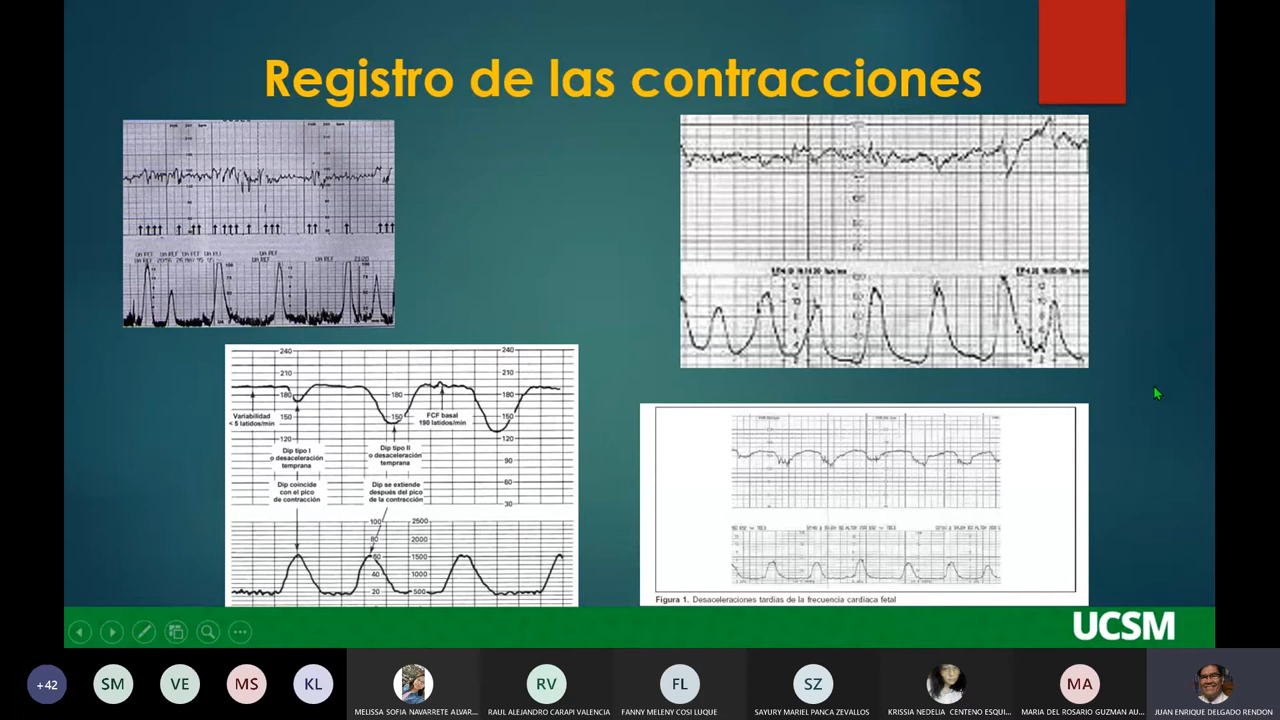 Registro de las contracciones
240
240
210
210
180
180
150
150
Variabilidad
< 5 latidos/min
FCF basal
190 latidos/min
120
120
Dip tipo I
o desaceleración
temprana
Dip tipo II
o desaceleración
temprana
90
60
30
Dip coincide
con el pico
de contracción
Dip se extiende
después del pico
de la contracción
100
2500
2000
60
1500
40
1000
20
500
Figura 1. Desaceleraciones tardías de la frecuencia cardiaca fetal
UCSM
+42
SM
VE
MS
KL
RV
FL
SZ
MA
MELISSA SOFIA NAVARRETE ALVAR...
RAUL ALEJANDRO CARAPI VALENCIA
FANNY MELENY COSI LUQUE
SAYURY MARIEL PANCA ZEVALLOS
KRISSIA NEDELIA CENTENO ESQUI...
MARIA DEL ROSARIO GUZMAN AU...
JUAN ENRIQUE DELGADO RENDON